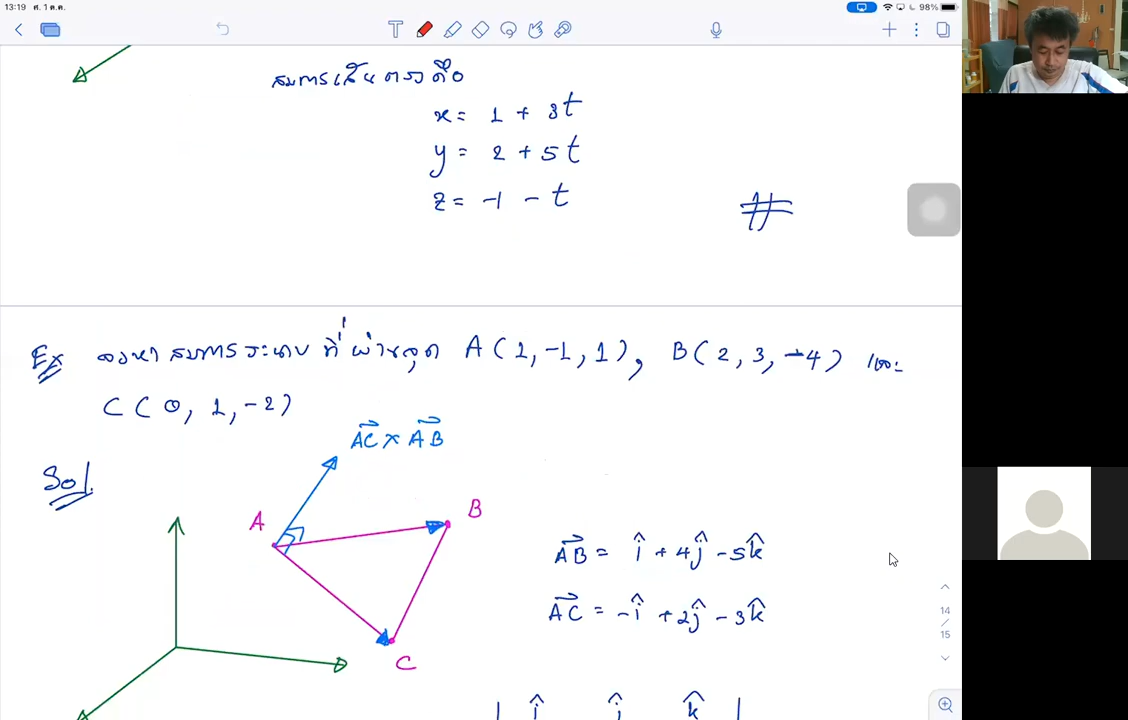 13:19 ศ. 1 ต.ค.
98%
สมการเส้นตรงคือ
x = 1 + 3t
y = 2 + 5t
z = -1 - t
Ex จงหาสมการระนาบที่ผ่านจุด A(1,-1,1), B(2,3,-4) และ
C(0,1,-2)
Sol.
AC⃗ × AB⃗
A
B
C
AB⃗ = î + 4ĵ - 5k̂
AC⃗ = -î + 2ĵ - 3k̂
î ĵ k̂
14
/
15